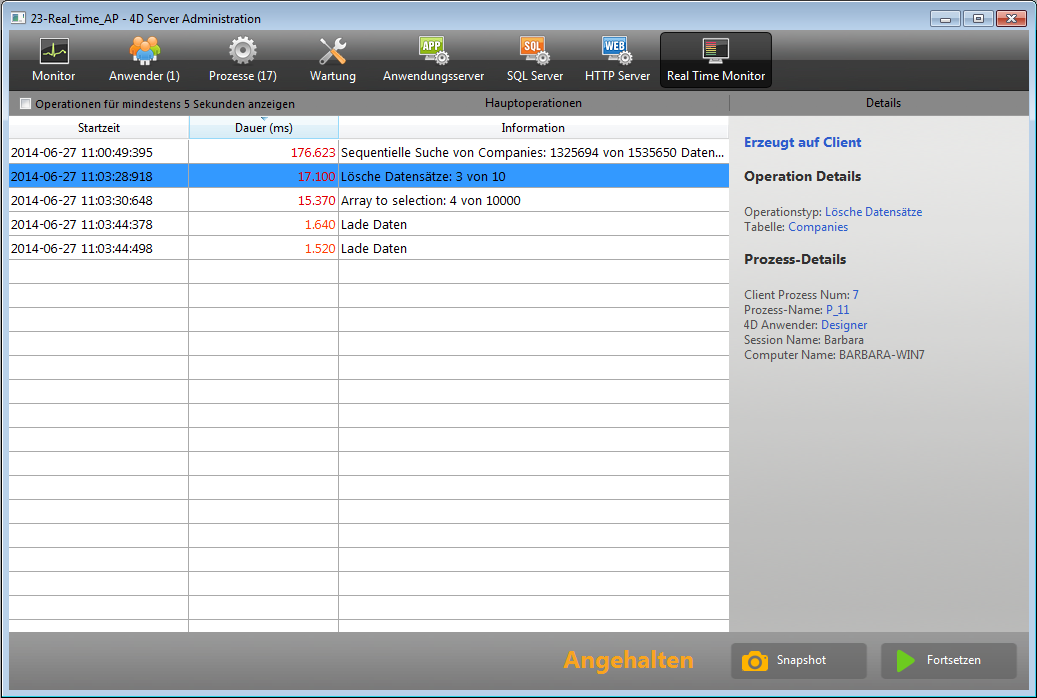 23-Real_time_AP - 4D Server Administration
Monitor
Anwender (1)
Prozesse (17)
Wartung
APP
Anwendungsserver
SQL
SQL Server
WEB
HTTP Server
Real Time Monitor
Operationen für mindestens 5 Sekunden anzeigen
Hauptoperationen
Details
Startzeit Dauer (ms) Information
2014-06-27 11:00:49:395 176.623 Sequentielle Suche von Companies: 1325694 von 1535650 Daten...
2014-06-27 11:03:28:918 17.100 Lösche Datensätze: 3 von 10
2014-06-27 11:03:30:648 15.370 Array to selection: 4 von 10000
2014-06-27 11:03:44:378 1.640 Lade Daten
2014-06-27 11:03:44:498 1.520 Lade Daten
Erzeugt auf Client
Operation Details
Operationstyp: Lösche Datensätze
Tabelle: Companies
Prozess-Details
Client Prozess Num: 7
Prozess-Name: P_11
4D Anwender: Designer
Session Name: Barbara
Computer Name: BARBARA-WIN7
Angehalten
Snapshot
Fortsetzen